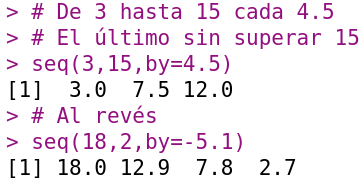 > # De 3 hasta 15 cada 4.5
> # El último sin superar 15
> seq(3,15,by=4.5)
[1]  3.0  7.5 12.0
> # Al revés
> seq(18,2,by=-5.1)
[1] 18.0 12.9  7.8  2.7